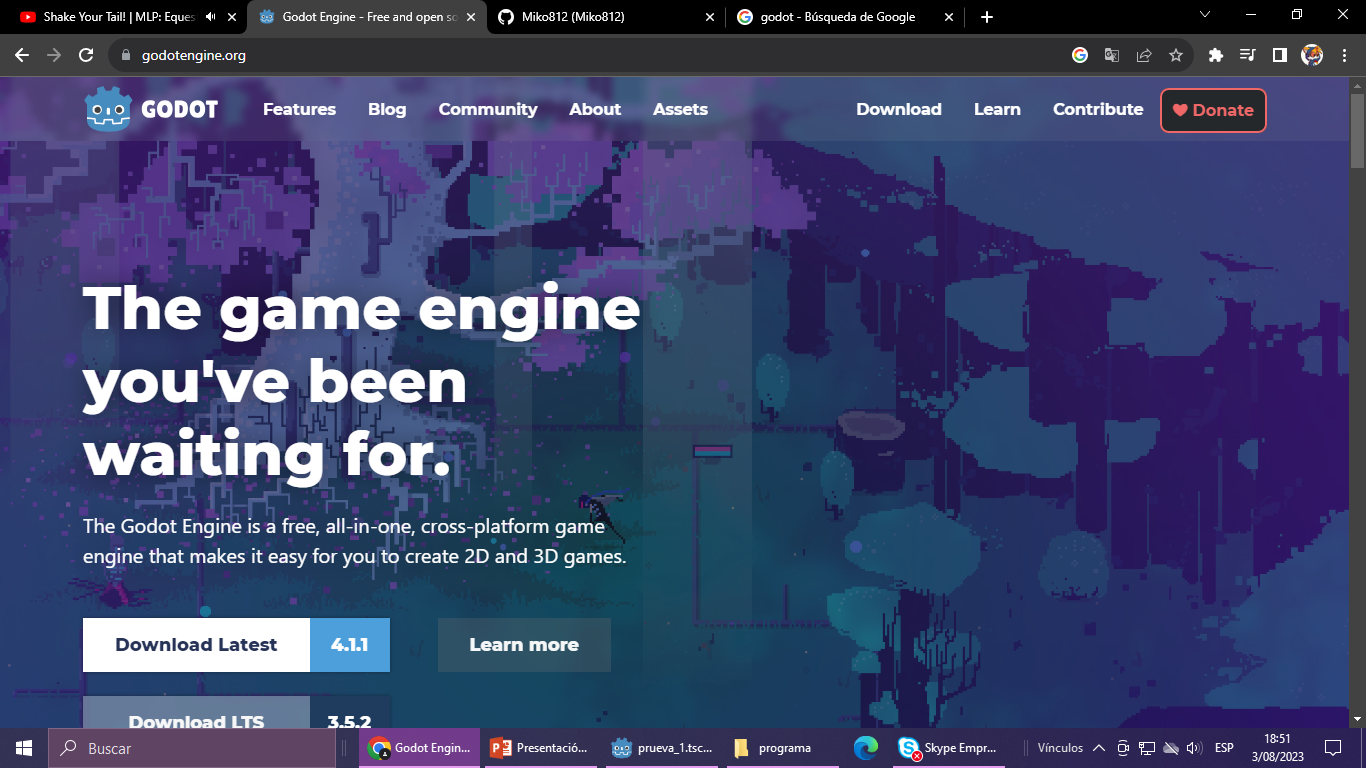 Shake Your Tail! | MLP: Eques
Godot Engine - Free and open so
Miko812 (Miko812)
godot - Búsqueda de Google
godotengine.org
GODOT
Features
Blog
Community
About
Assets
Download
Learn
Contribute
Donate
The game engine
you've been
waiting for.
The Godot Engine is a free, all-in-one, cross-platform game
engine that makes it easy for you to create 2D and 3D games.
Download Latest
4.1.1
Learn more
Download LTS
3.5.2
Buscar
Godot Engin...
Presentació...
prueva_1.tsc...
programa
Skype Empr...
Vínculos
ESP
18:51
3/08/2023